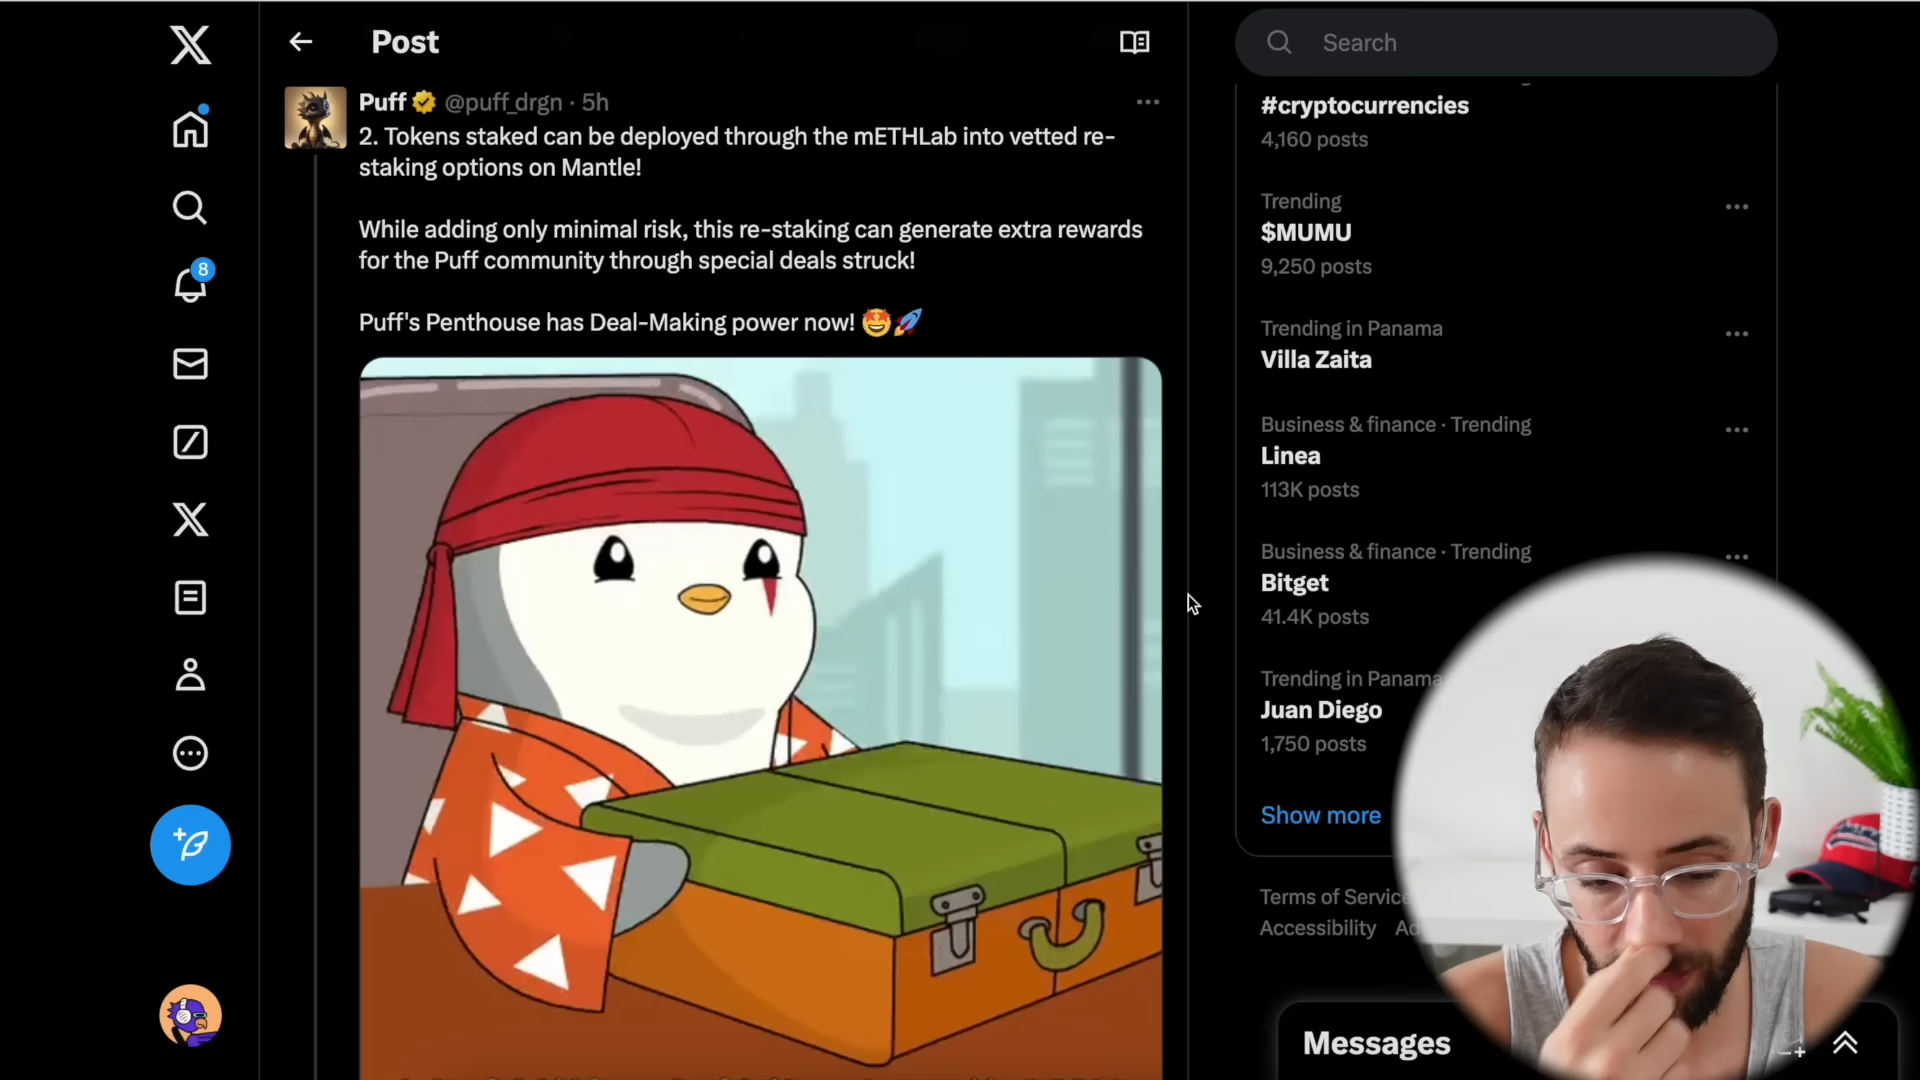 Post
Search
Puff @puff_drgn · 5h
2. Tokens staked can be deployed through the mETHLab into vetted re-
staking options on Mantle!
While adding only minimal risk, this re-staking can generate extra rewards
for the Puff community through special deals struck!
Puff's Penthouse has Deal-Making power now! 🤩🚀
8
#cryptocurrencies
4,160 posts
Trending
$MUMU
9,250 posts
Trending in Panama
Villa Zaita
Business & finance · Trending
Linea
113K posts
Business & finance · Trending
Bitget
41.4K posts
Trending in Panama
Juan Diego
1,750 posts
Show more
Terms of Service
Accessibility
Messages